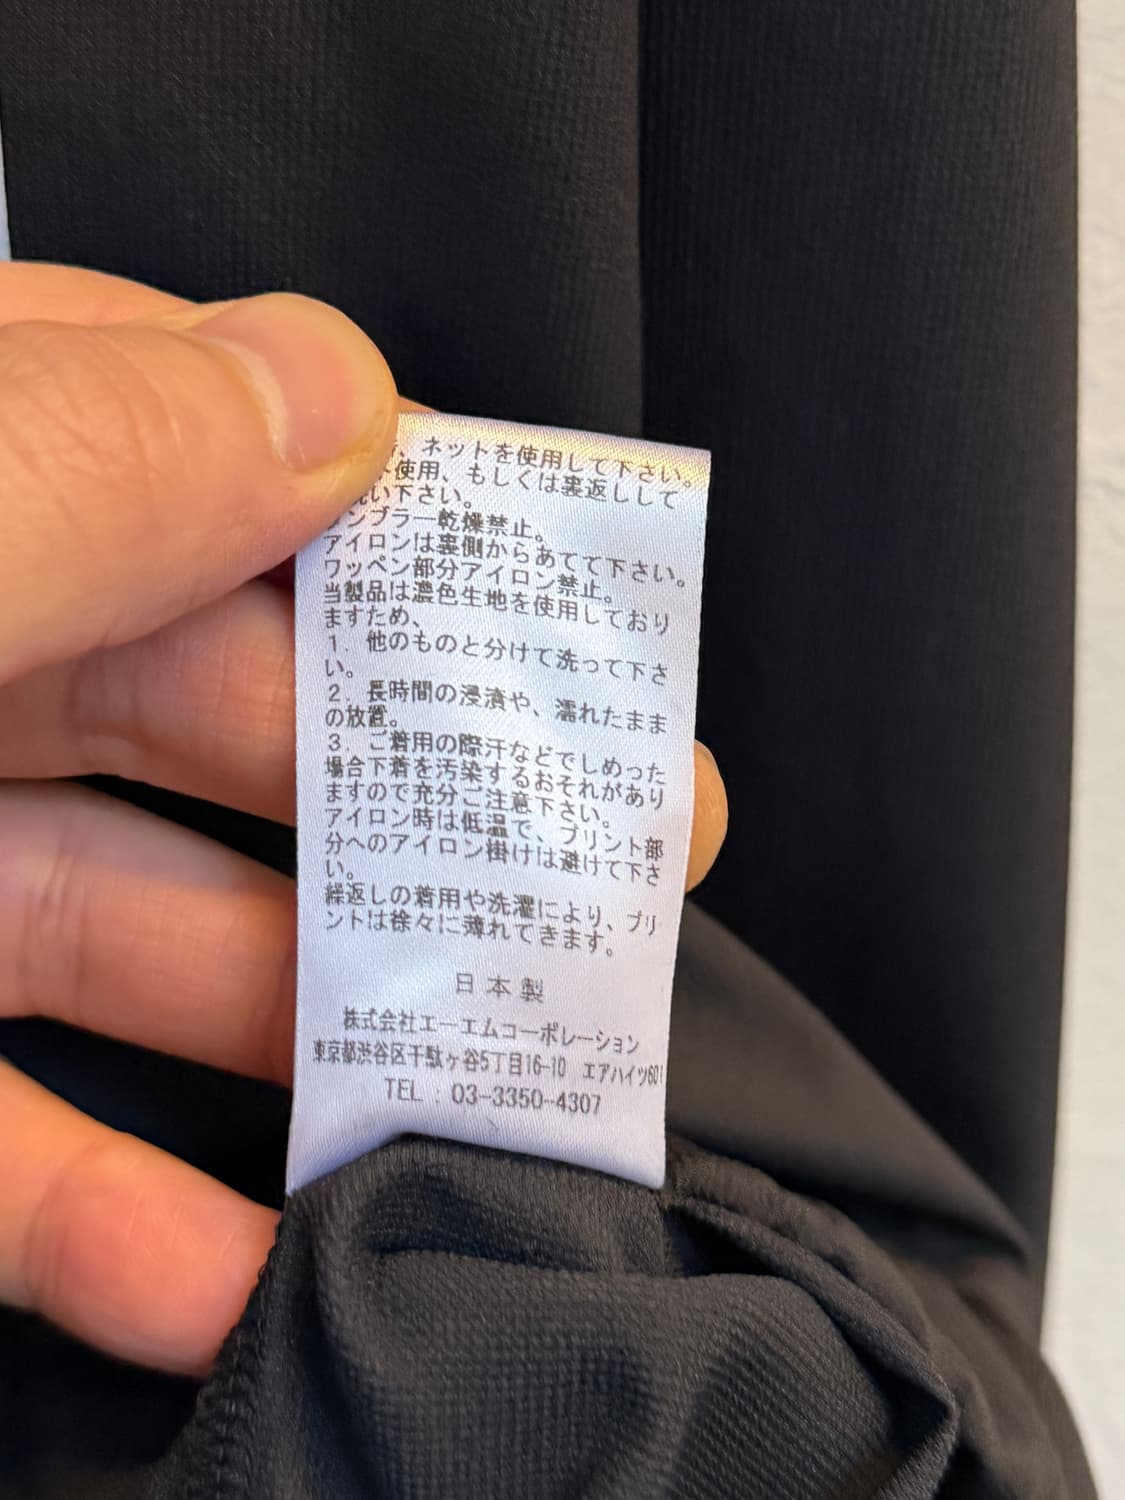 、ネットを使用して下さい。
使用、もしくは裏返しして
洗い下さい。
タンブラー乾燥禁止。
アイロンは裏側からあてて下さい。
ワッペン部分アイロン禁止。
当製品は濃色生地を使用しており
ますため、
1．他のものと分けて洗って下さ
い。
2．長時間の浸漬や、濡れたまま
の放置。
3．ご着用の際汗などでしめった
場合下着を汚染するおそれがあり
ますので充分ご注意下さい。
アイロン時は低温で、プリント部
分へのアイロン掛けは避けて下さ
い。
繰返しの着用や洗濯により、プリ
ントは徐々に薄れてきます。
日本製
株式会社エーエムコーポレーション
東京都渋谷区千駄ヶ谷5丁目16-10 エアハイツ601
TEL : 03-3350-4307